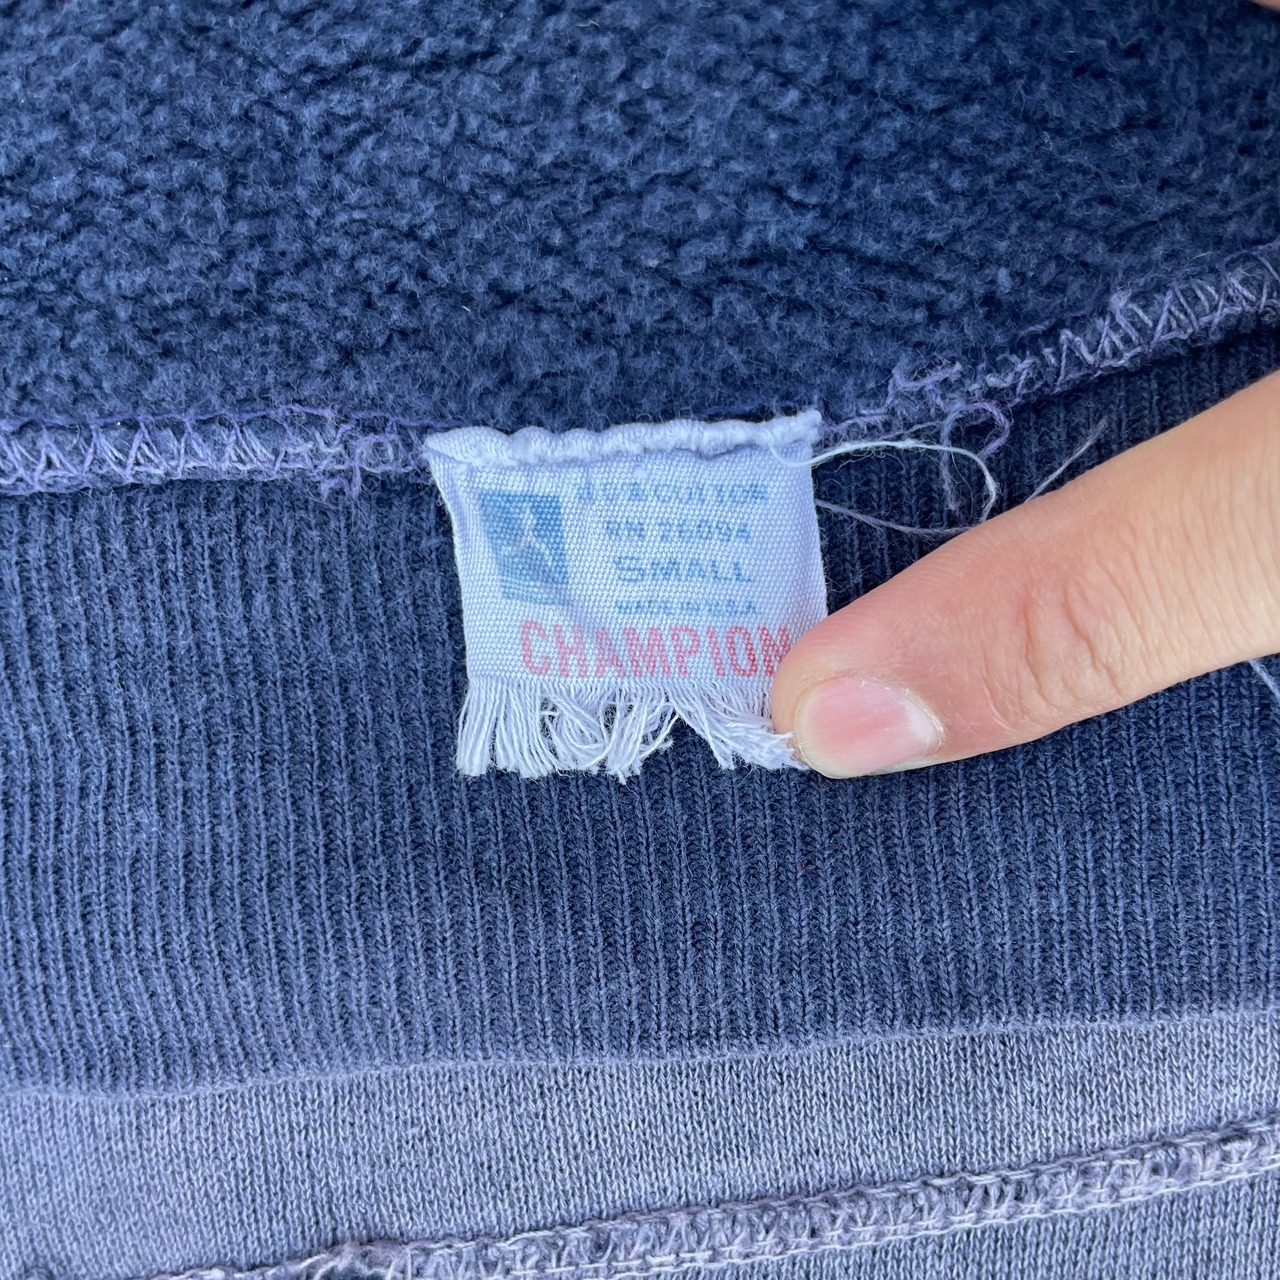 RN 26094
SMALL
MADE IN U.S.A.
CHAMPION